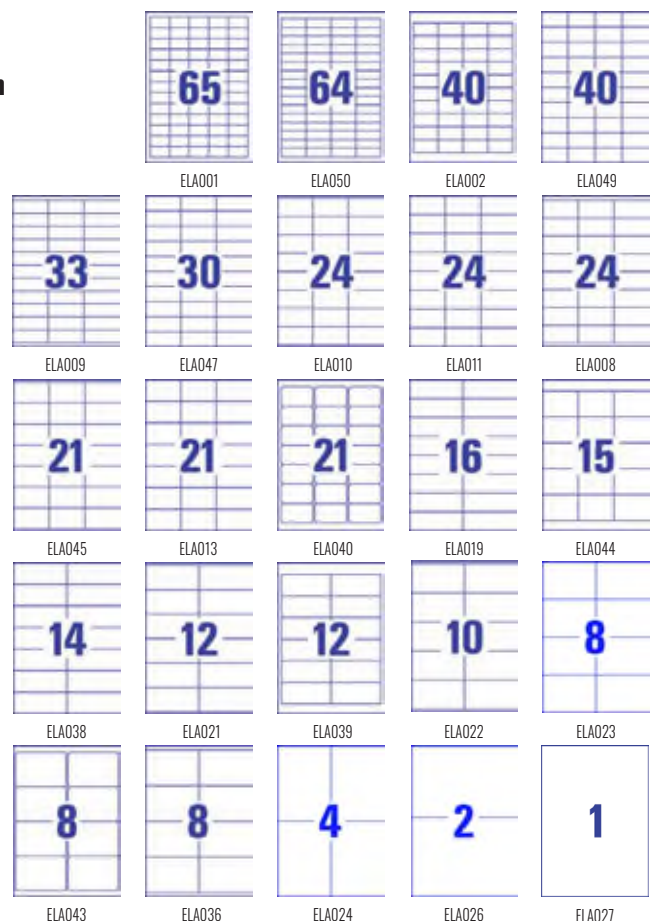 65 64 40 40
ELA001 ELA050 ELA002 ELA049
33 30 24 24 24
ELA009 ELA047 ELA010 ELA011 ELA008
21 21 21 16 15
ELA045 ELA013 ELA040 ELA019 ELA044
14 12 12 10 8
ELA038 ELA021 ELA039 ELA022 ELA023
8 8 4 2 1
ELA043 ELA036 ELA024 ELA026 ELA027